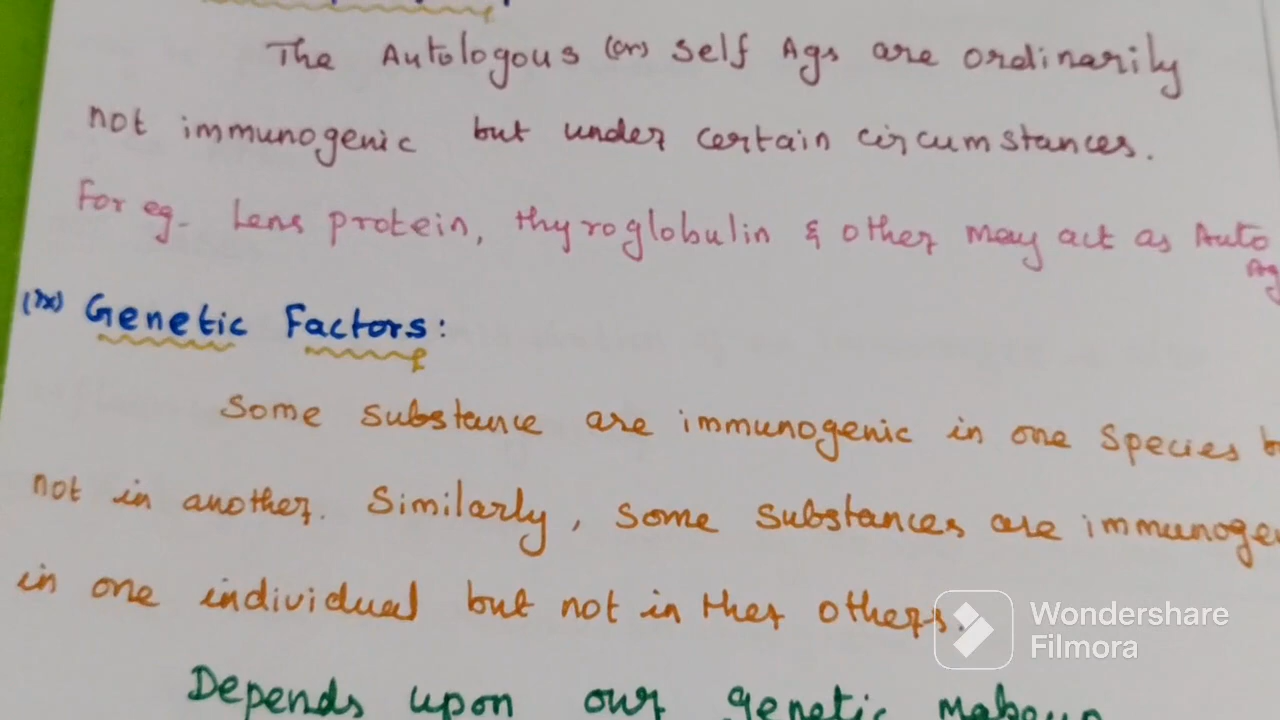 The Autologous (or) self Ags are ordinarily
not immunogenic but under certain circumstances.
For eg. Lens protein, thyroglobulin & other may act as Auto
Ag
(ix) Genetic Factors:
Some substance are immunogenic in one Species b
not in another. Similarly, some substances are immunoge
in one individual but not in ther others.
Depends upon our genetic makeup
Wondershare
Filmora